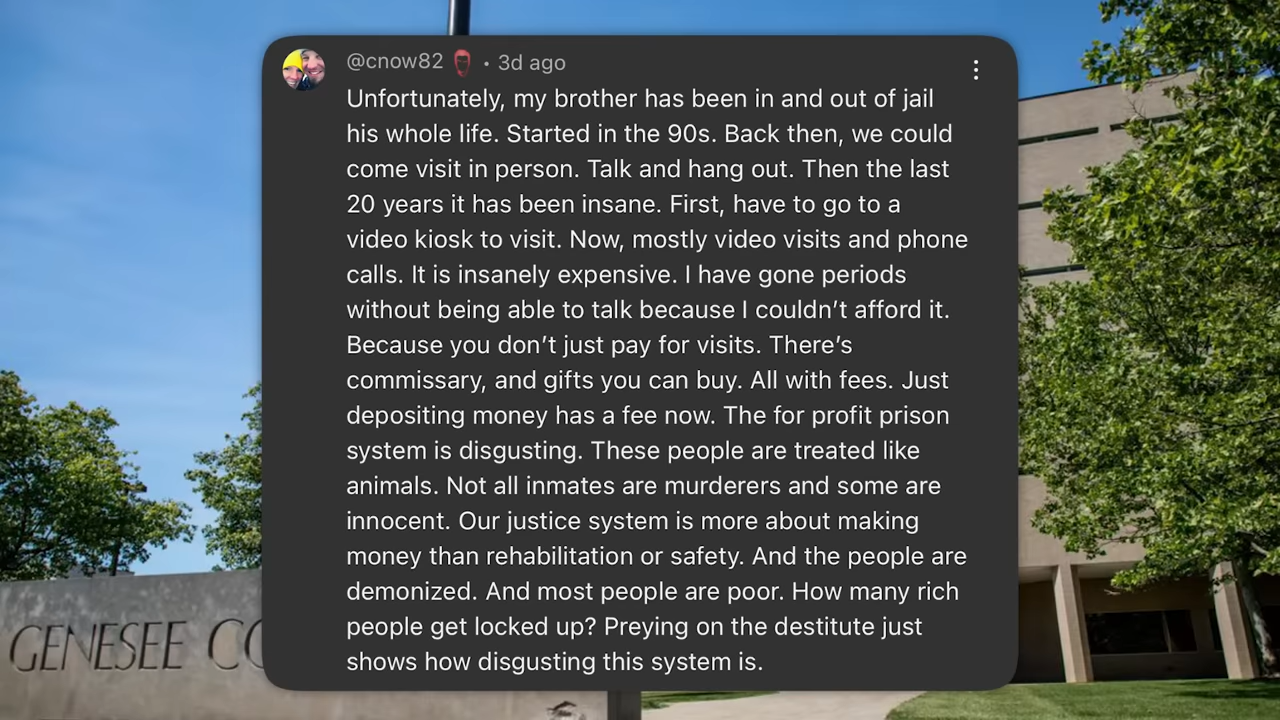 @cnow82 · 3d ago
Unfortunately, my brother has been in and out of jail
his whole life. Started in the 90s. Back then, we could
come visit in person. Talk and hang out. Then the last
20 years it has been insane. First, have to go to a
video kiosk to visit. Now, mostly video visits and phone
calls. It is insanely expensive. I have gone periods
without being able to talk because I couldn’t afford it.
Because you don’t just pay for visits. There’s
commissary, and gifts you can buy. All with fees. Just
depositing money has a fee now. The for profit prison
system is disgusting. These people are treated like
animals. Not all inmates are murderers and some are
innocent. Our justice system is more about making
money than rehabilitation or safety. And the people are
demonized. And most people are poor. How many rich
people get locked up? Preying on the destitute just
shows how disgusting this system is.
GENESEE CO